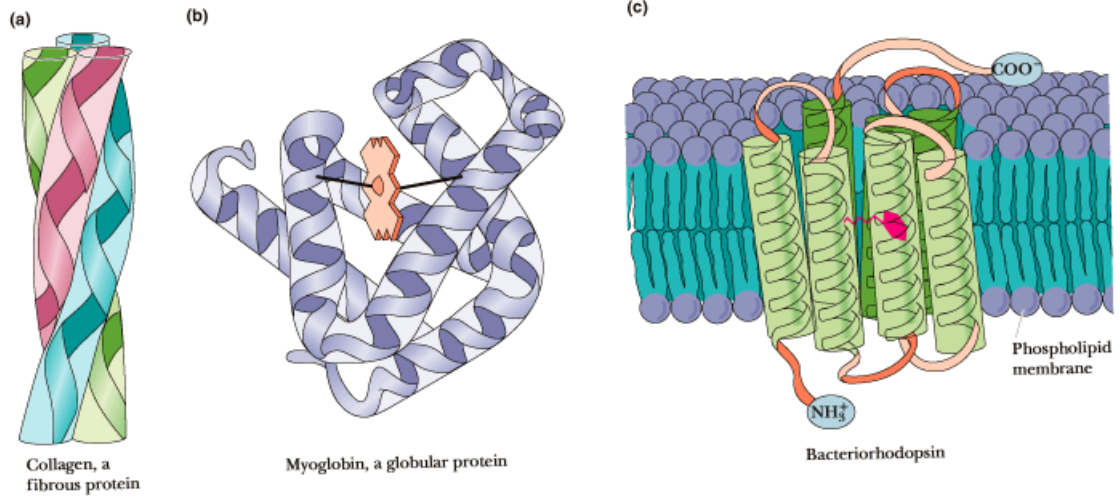 (a)
(b)
(c)
COO⁻
Phospholipid
membrane
NH₃⁺
Collagen, a
fibrous protein
Myoglobin, a globular protein
Bacteriorhodopsin